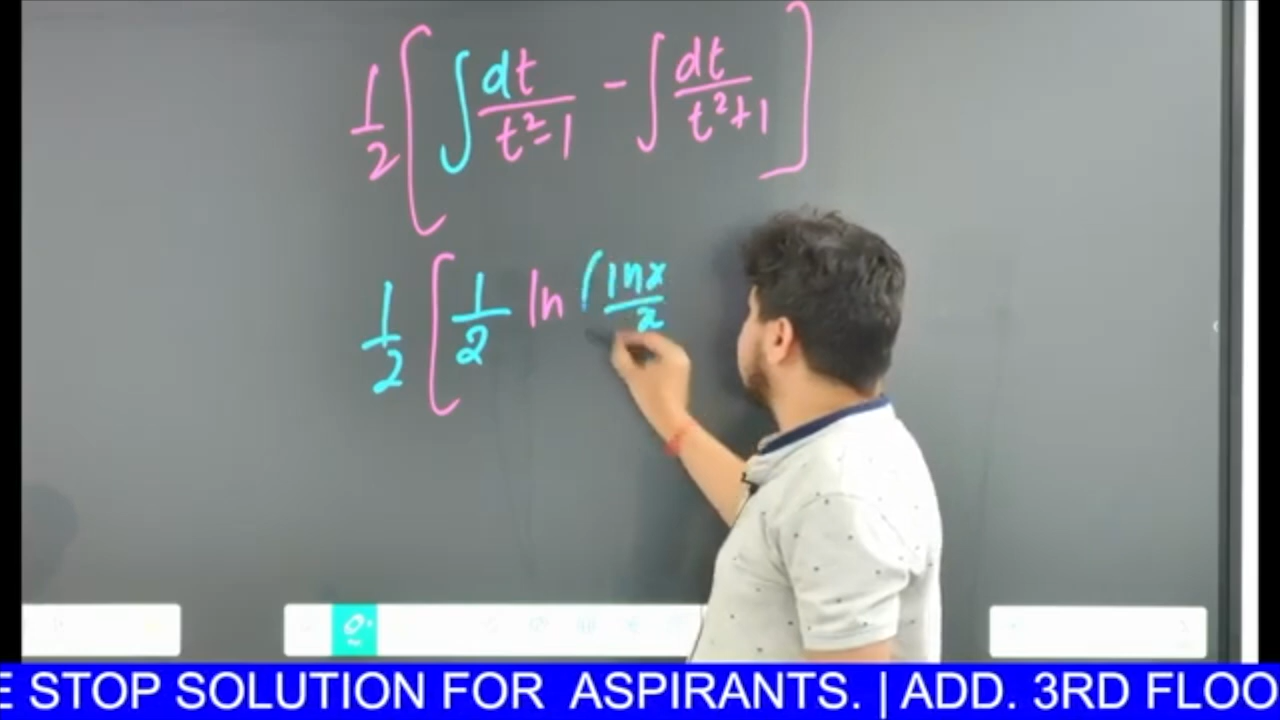 1/2 [ ∫ dt/t²-1 - ∫ dt/t²+1 ]
1/2 [ 1/2 ln ( lnx/x
E STOP SOLUTION FOR ASPIRANTS. | ADD. 3RD FLOO